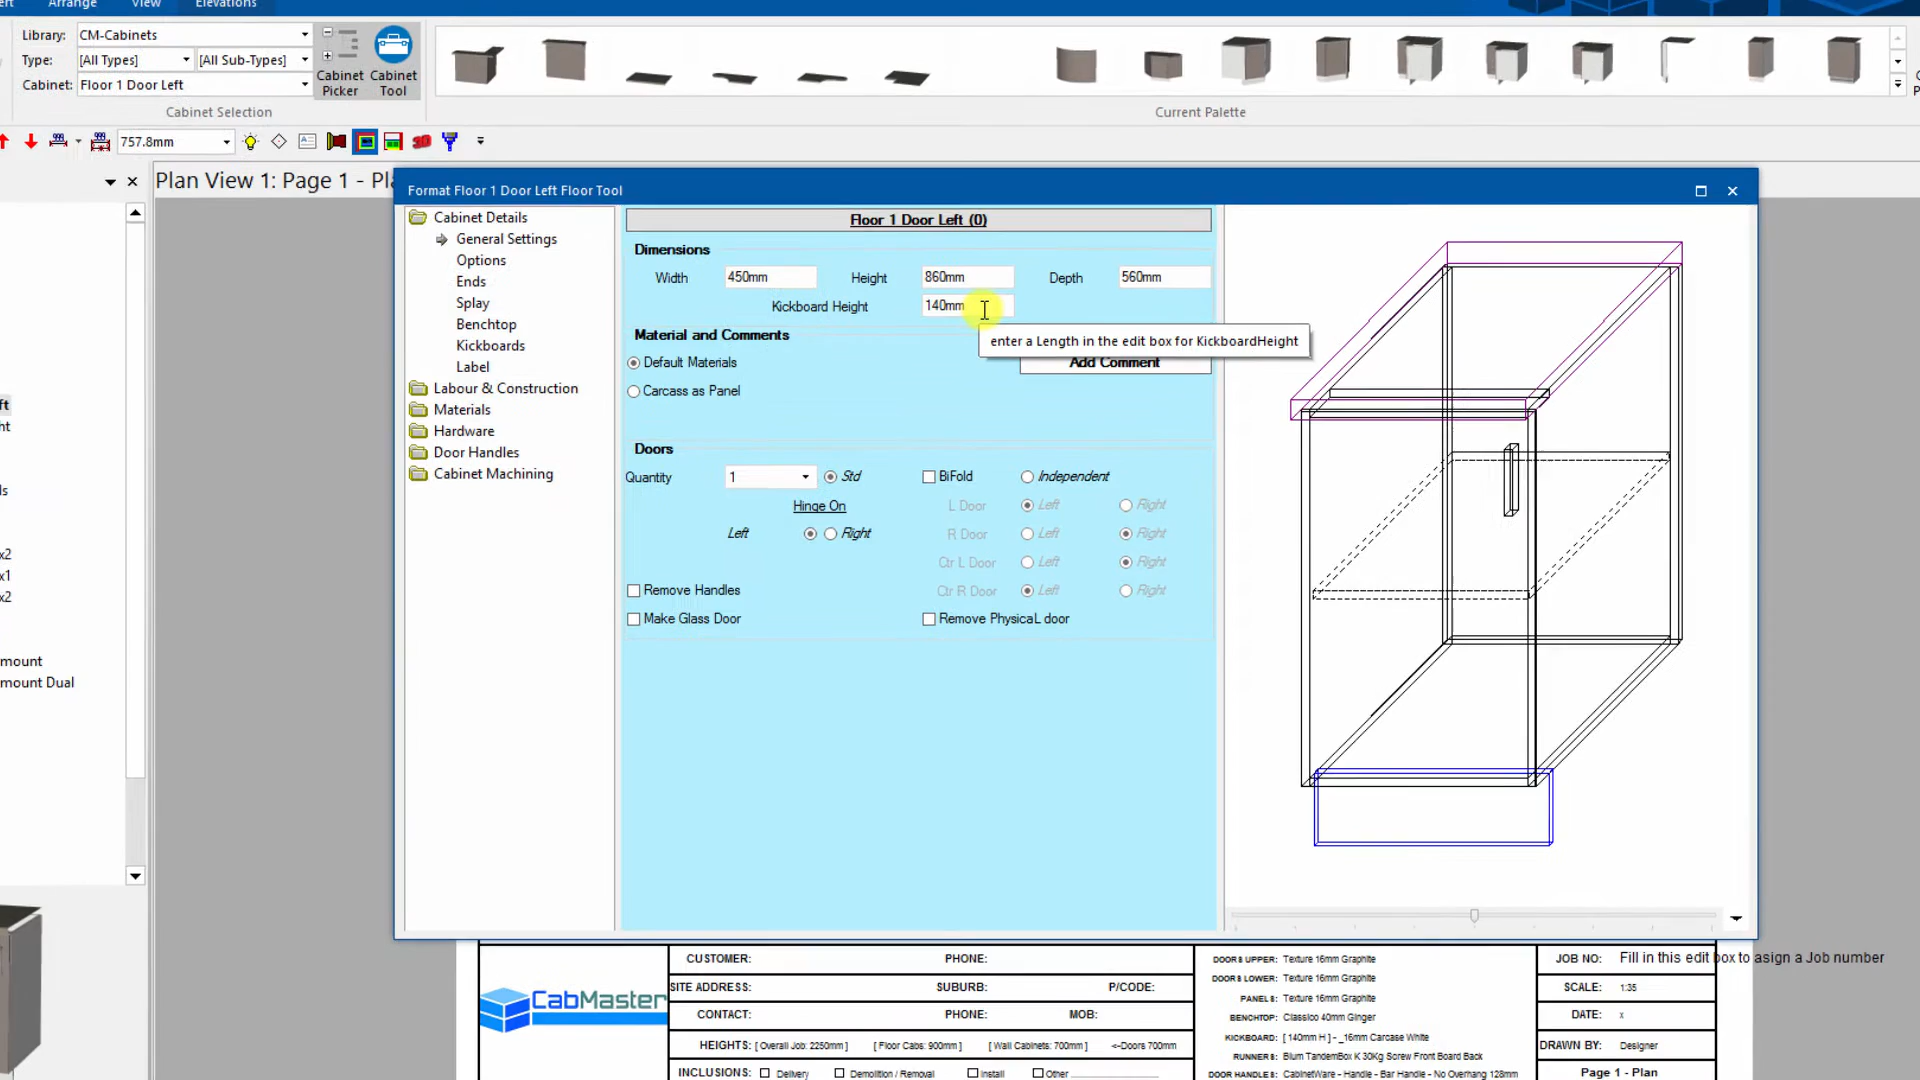 Arrange View Elevations
Library: CM-Cabinets
Type: [All Types] [All Sub-Types]
Cabinet: Floor 1 Door Left
Cabinet Picker
Cabinet Tool
Cabinet Selection
Current Palette
757.8mm
3D
Plan View 1: Page 1 -
Format Floor 1 Door Left Floor Tool
Cabinet Details
General Settings
Options
Ends
Splay
Benchtop
Kickboards
Label
Labour & Construction
Materials
Hardware
Door Handles
Cabinet Machining
Floor 1 Door Left (0)
Dimensions
Width 450mm Height 860mm Depth 560mm
Kickboard Height 140mm
enter a Length in the edit box for KickboardHeight
Material and Comments
Default Materials
Add Comment
Carcass as Panel
Doors
Quantity 1 Std BiFold Independent
Hinge On L Door Left Right
Left Right R Door Left Right
Ctr L Door Left Right
Remove Handles Ctr R Door Left Right
Make Glass Door Remove PhysicaL door
x2
x1
x2
mount
mount Dual
CabMaster
CUSTOMER: PHONE:
SITE ADDRESS: SUBURB: P/CODE:
CONTACT: PHONE: MOB:
HEIGHTS: [ Overall Job: 2250mm ] [ Floor Cabs: 900mm ] [ Wall Cabinets: 700mm ] <-Doors 700mm
INCLUSIONS: Delivery Demolition / Removal Install Other
DOORS UPPER: Texture 16mm Graphite
DOORS LOWER: Texture 16mm Graphite
PANELS: Texture 16mm Graphite
BENCHTOP: Classico 40mm Ginger
KICKBOARD: [ 140mm H ] - _16mm Carcase White
RUNNERS: Blum TandemBox K 30Kg Screw Front Board Back
DOOR HANDLES: CabinetWare - Handle - Bar Handle - No Overhang 128mm
JOB NO: Fill in this edit box to asign a Job number
SCALE: 1:35
DATE: x
DRAWN BY: Designer
Page 1 - Plan